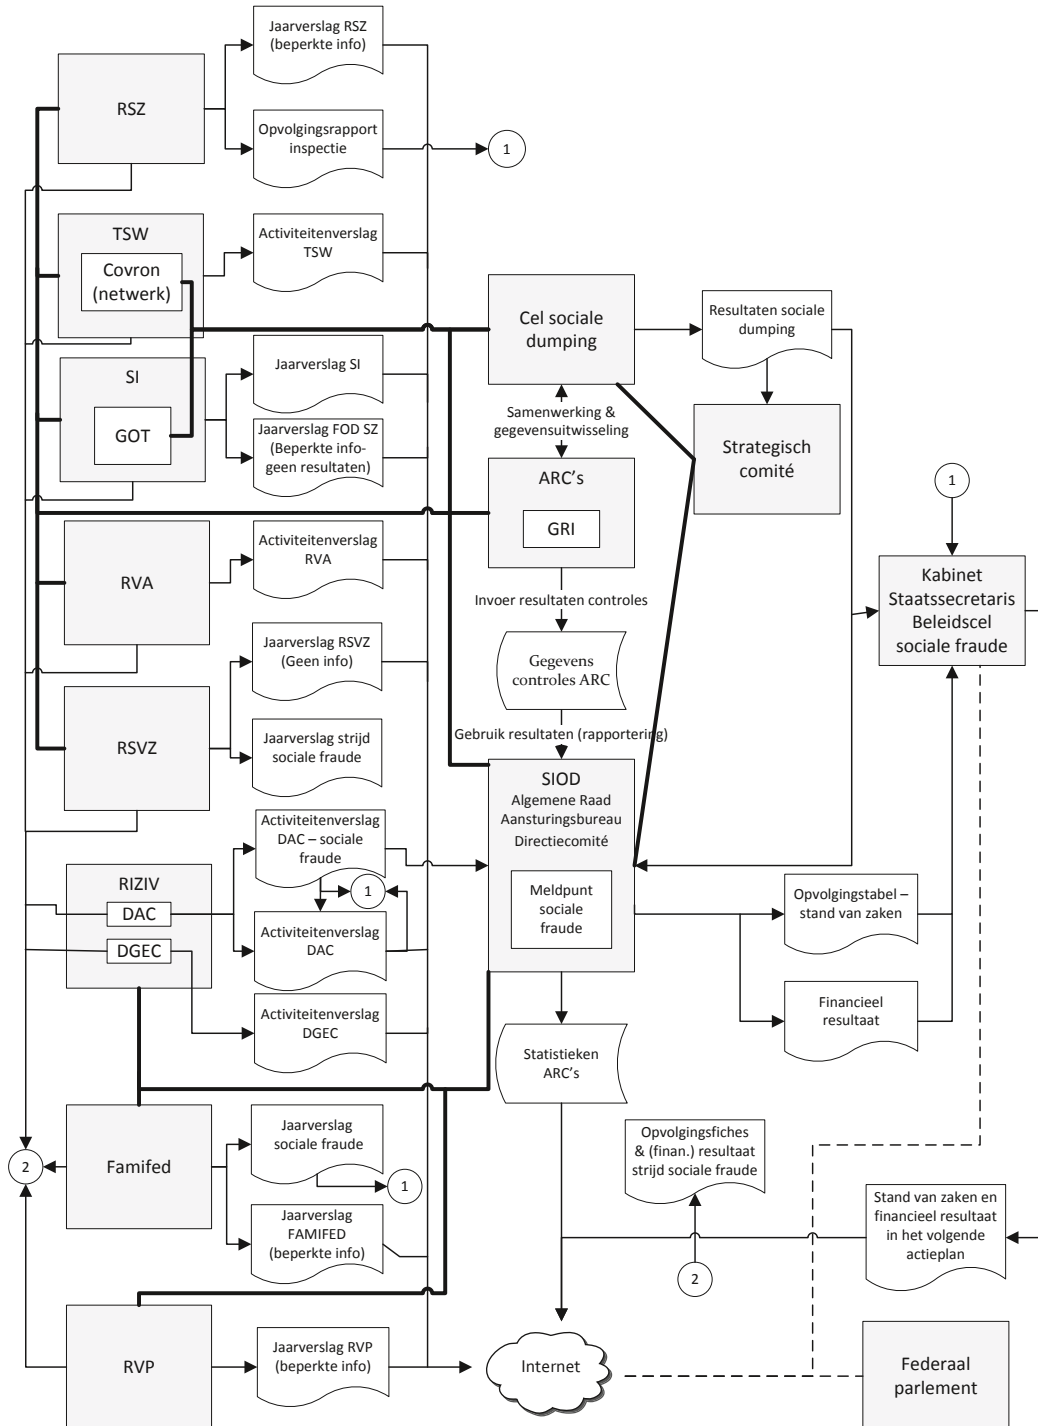 Jaarverslag RSZ
(beperkte info)
RSZ
Opvolgingsrapport
inspectie
1
TSW
Covron
(netwerk)
Activiteitenverslag
TSW
Cel sociale
dumping
Resultaten sociale
dumping
SI
GOT
Jaarverslag SI
Jaarverslag FOD SZ
(Beperkte info-
geen resultaten)
Samenwerking &
gegevensuitwisseling
Strategisch
comité
ARC's
GRI
1
RVA
Activiteitenverslag
RVA
Invoer resultaten controles
Kabinet
Staatssecretaris
Beleidscel
sociale fraude
Jaarverslag RSVZ
(Geen info)
Gegevens
controles ARC
RSVZ
Jaarverslag strijd
sociale fraude
Gebruik resultaten (rapportering)
SIOD
Algemene Raad
Aansturingsbureau
Directiecomité
Meldpunt
sociale
fraude
Activiteitenverslag
DAC – sociale
fraude
1
RIZIV
DAC
DGEC
Activiteitenverslag
DAC
Opvolgingstabel –
stand van zaken
Activiteitenverslag
DGEC
Financieel
resultaat
Statistieken
ARC's
Famifed
2
Jaarverslag
sociale fraude
1
Opvolgingsfiches
& (finan.) resultaat
strijd sociale fraude
Jaarverslag
FAMIFED
(beperkte info)
2
Stand van zaken en
financieel resultaat
in het volgende
actieplan
RVP
Jaarverslag RVP
(beperkte info)
Internet
Federaal
parlement